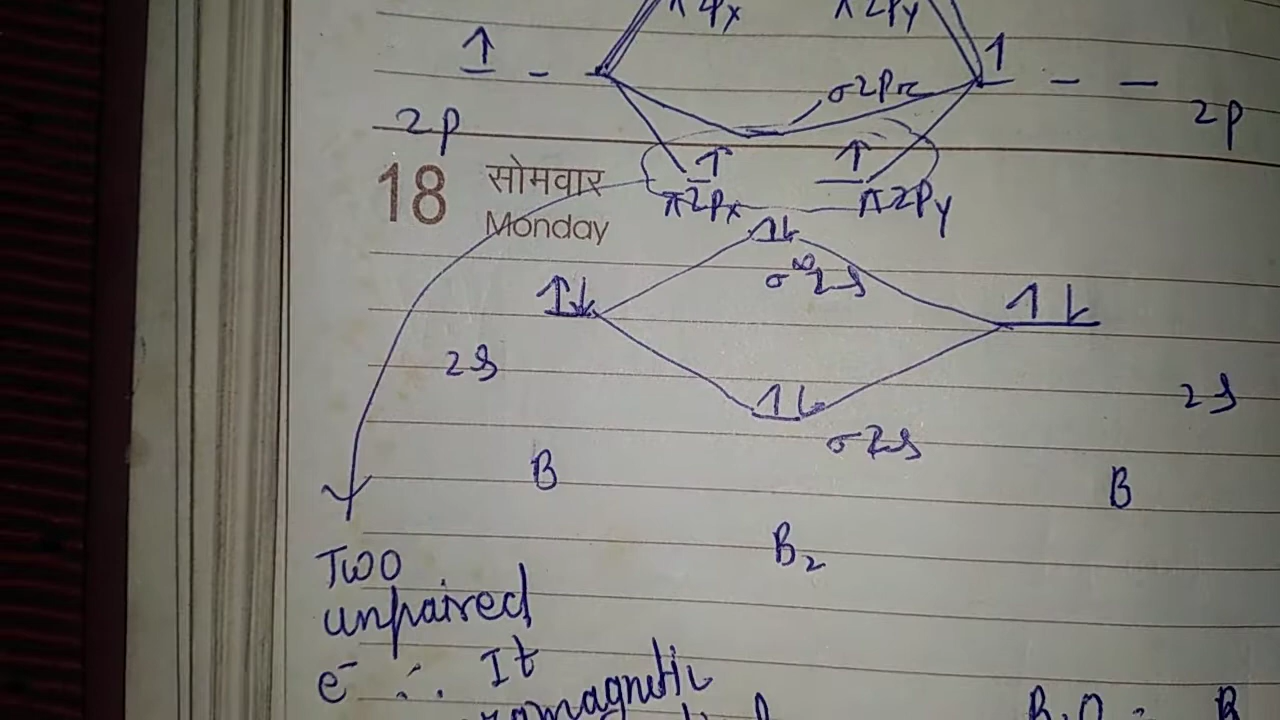 π2Px π2Py
↑ _ _ 1 _ _
2p σ2Pz 2p
18 सोमवार
Monday
↑ ↑
π2Px π2Py
1↓
σ*2s
1↓ 1↓
2s 2s
1↓
σ2s
B B
B₂
Two
unpaired
e⁻ ∴ It